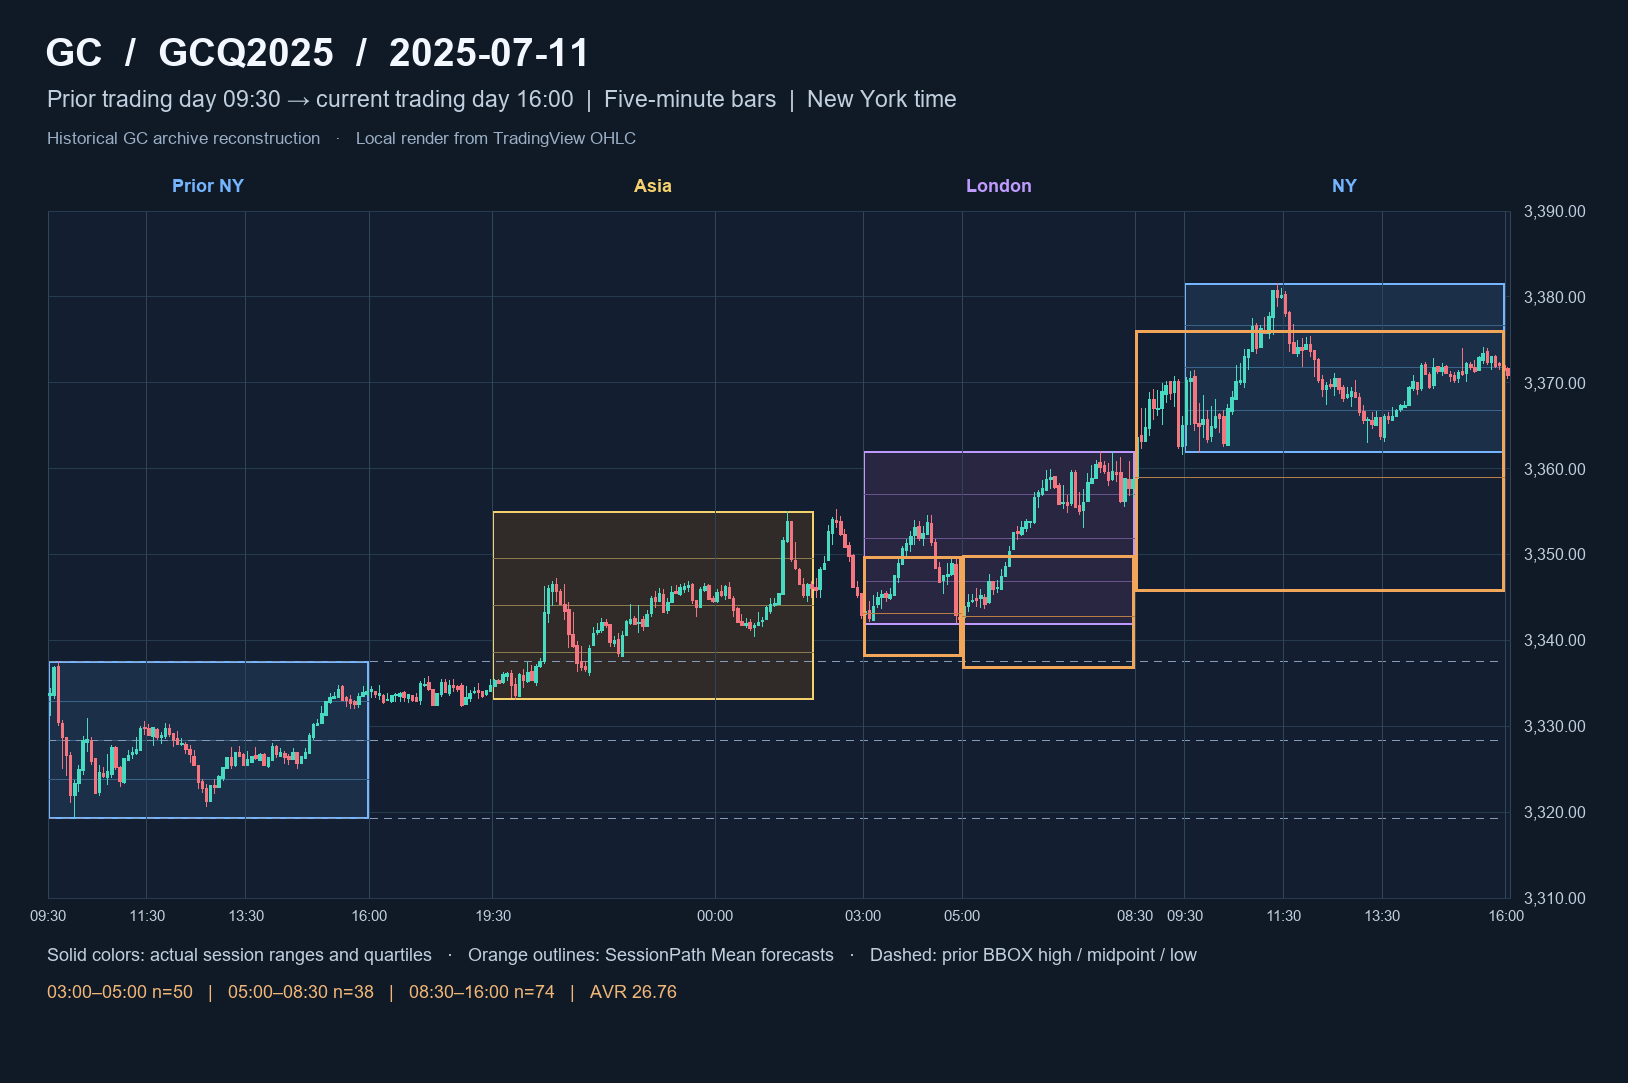 GC / GCQ2025 / 2025-07-11
Prior trading day 09:30 → current trading day 16:00 | Five-minute bars | New York time
Historical GC archive reconstruction · Local render from TradingView OHLC
Prior NY Asia London NY
3,390.00
3,380.00
3,370.00
3,360.00
3,350.00
3,340.00
3,330.00
3,320.00
3,310.00
09:30 11:30 13:30 16:00 19:30 00:00 03:00 05:00 08:30 09:30 11:30 13:30 16:00
Solid colors: actual session ranges and quartiles · Orange outlines: SessionPath Mean forecasts · Dashed: prior BBOX high / midpoint / low
03:00–05:00 n=50 | 05:00–08:30 n=38 | 08:30–16:00 n=74 | AVR 26.76